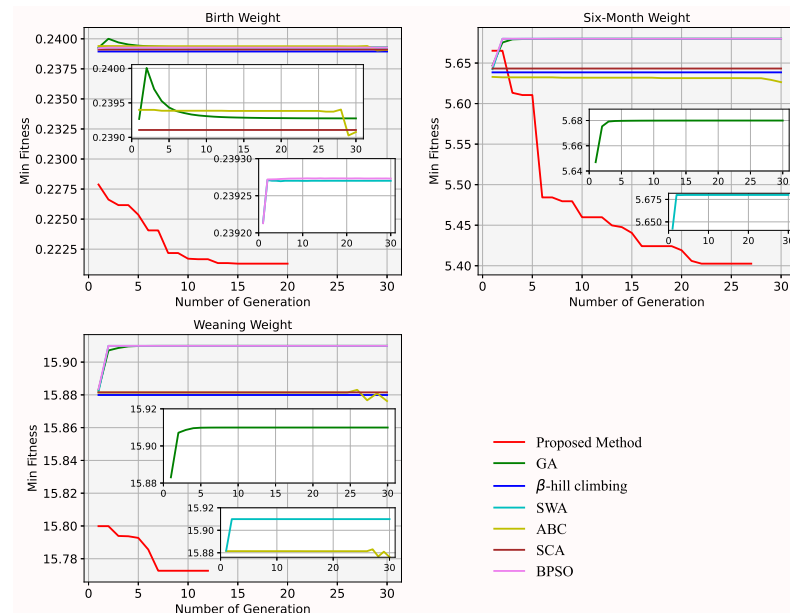 Birth Weight
0.2400
0.2375
0.2350
0.2325
0.2300
0.2275
0.2250
0.2225
Min Fitness
0.2400
0.2395
0.2390
0 5 10 15 20 25 30
0.23930
0.23925
0.23920
0 10 20 30
0 5 10 15 20 25 30
Number of Generation
Six-Month Weight
5.65
5.60
5.55
5.50
5.45
5.40
Min Fitness
5.68
5.66
5.64
0 5 10 15 20 25 30
5.675
5.650
0 10 20 30
0 5 10 15 20 25 30
Number of Generation
Weaning Weight
15.90
15.88
15.86
15.84
15.82
15.80
15.78
Min Fitness
15.92
15.90
15.88
0 5 10 15 20 25 30
15.92
15.90
15.88
0 10 20 30
0 5 10 15 20 25 30
Number of Generation
Proposed Method
GA
β-hill climbing
SWA
ABC
SCA
BPSO